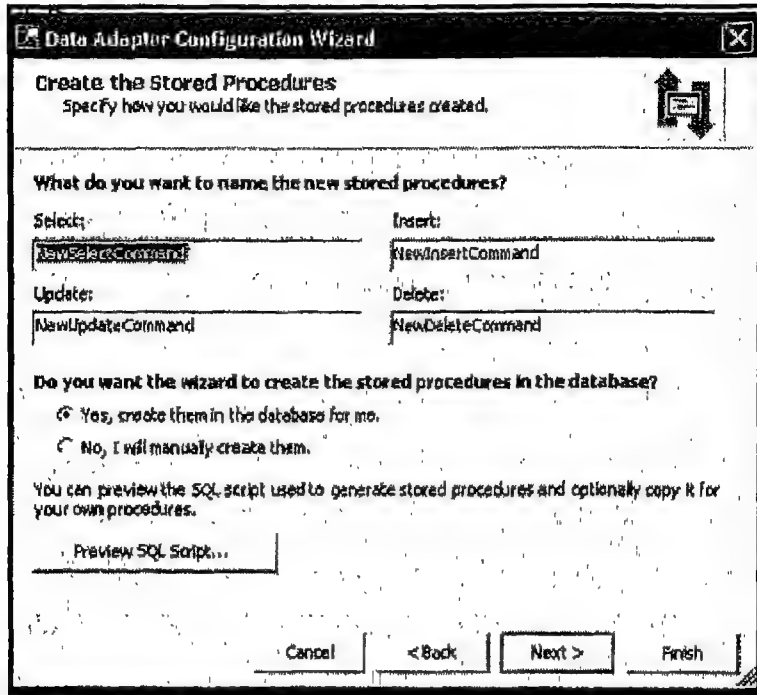 Data Adapter Configuration Wizard
Create the Stored Procedures
Specify how you would like the stored procedures created.
What do you want to name the new stored procedures?
Select: Insert:
NewSelectCommand NewInsertCommand
Update: Delete:
NewUpdateCommand NewDeleteCommand
Do you want the wizard to create the stored procedures in the database?
Yes, create them in the database for me.
No, I will manually create them.
You can preview the SQL script used to generate stored procedures and optionally copy it for
your own procedures.
Preview SQL Script...
Cancel < Back Next > Finish